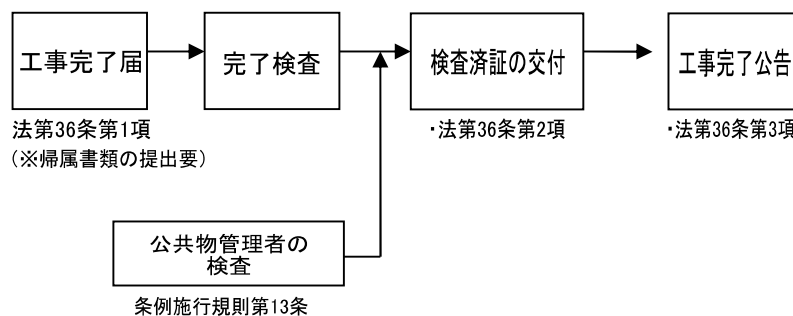 工事完了届
完了検査
検査済証の交付
工事完了公告
法第36条第1項
(※帰属書類の提出要)
・法第36条第2項
・法第36条第3項
公共物管理者の
検査
条例施行規則第13条